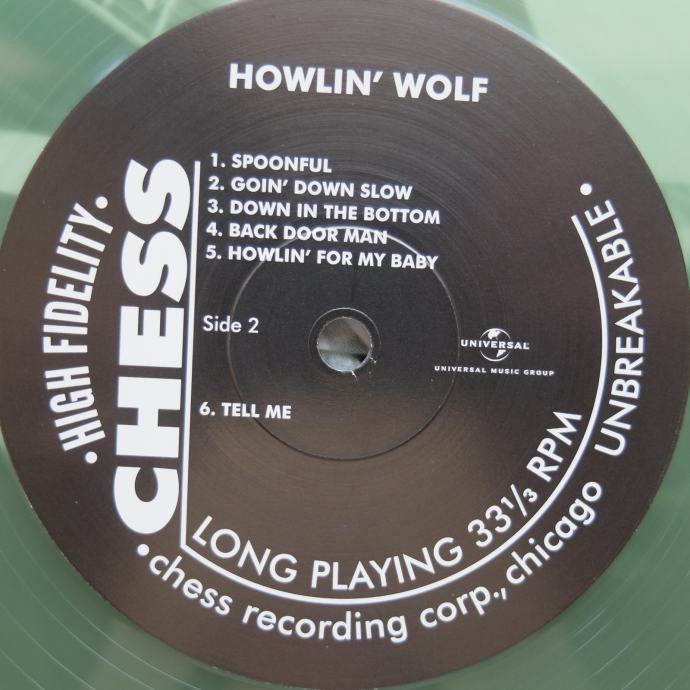 HOWLIN' WOLF
1. SPOONFUL
2. GOIN' DOWN SLOW
3. DOWN IN THE BOTTOM
4. BACK DOOR MAN
5. HOWLIN' FOR MY BABY
Side 2
6. TELL ME
UNIVERSAL
UNIVERSAL MUSIC GROUP
• HIGH FIDELITY •
CHESS
LONG PLAYING 33⅓ RPM
• chess recording corp., chicago UNBREAKABLE •